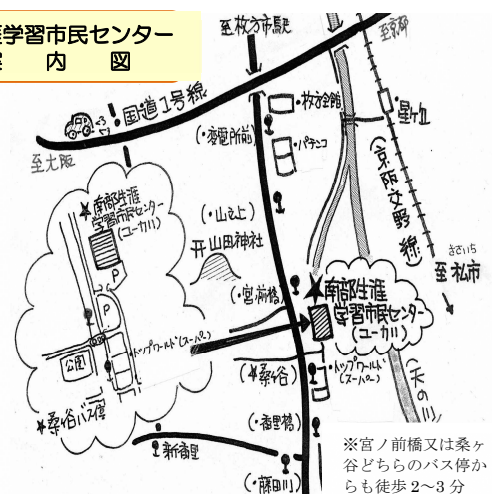 涯学習市民センター
案 内 図
至枚方市駅
至京都
国道1号線
至大阪
・枚方会館
(・変電所前)
・パチンコ
・星ヶ丘
(京阪交野線)
きさいち
至私市
★南部生涯
学習市民センター
(ユーカリ)
P
P
トップワールド(スーパー)
公園
★桑ヶ谷バス停
(・山之上)
山田神社
(・宮ノ前橋)
★南部生涯
学習市民センター
(ユーカリ)
(★桑ヶ谷)
・トップワールド
(スーパー)
(天の川)
(・香里橋)
・新香里
(・藤田川)
※宮ノ前橋又は桑ヶ
谷どちらのバス停か
らも徒歩2~3分